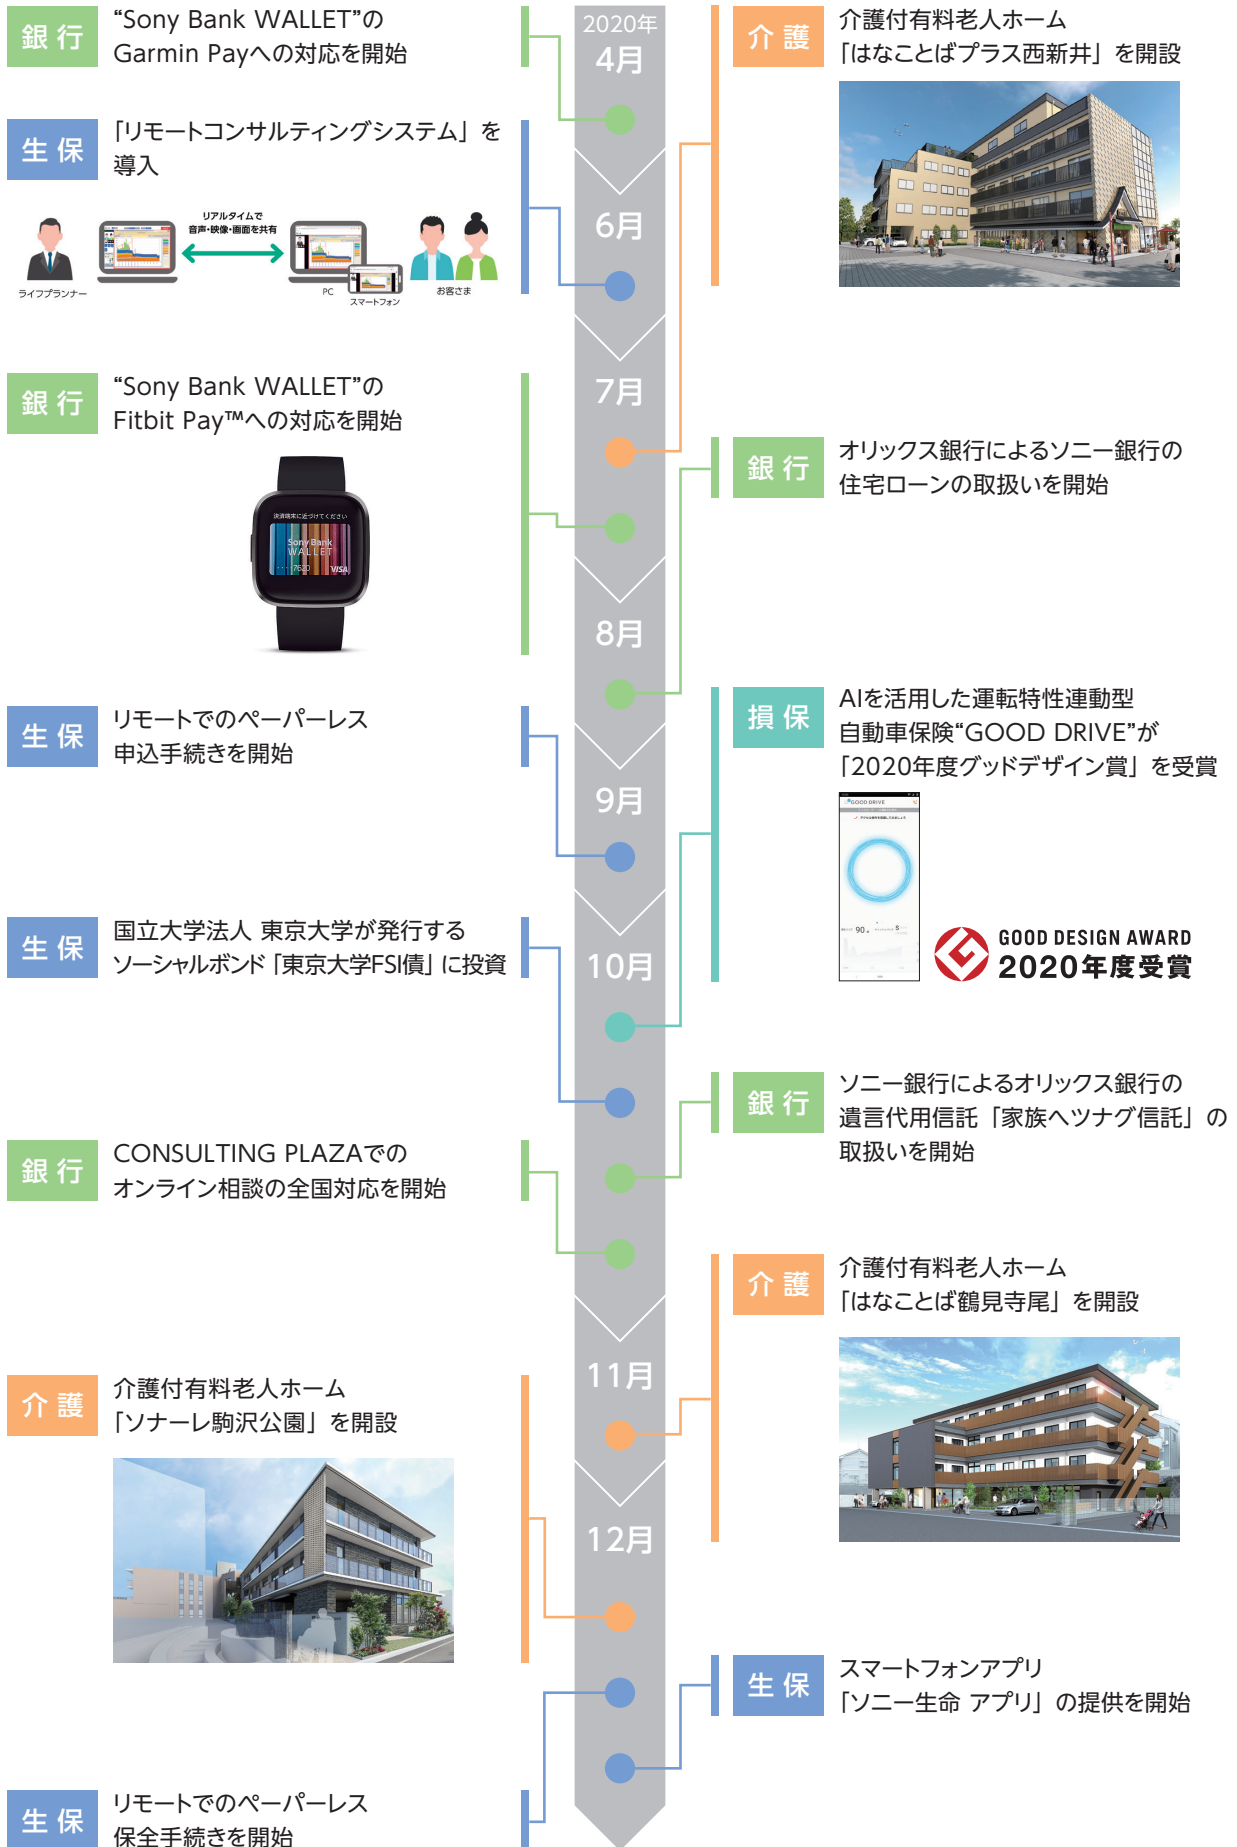 2020年
4月
銀行
“Sony Bank WALLET”の
Garmin Payへの対応を開始
生保
「リモートコンサルティングシステム」を
導入
リアルタイムで
音声・映像・画面を共有
ライフプランナー
PC
スマートフォン
お客さま
6月
介護
介護付有料老人ホーム
「はなことばプラス西新井」を開設
7月
銀行
“Sony Bank WALLET”の
Fitbit Pay™への対応を開始
決済端末に近づけてください
Sony Bank
WALLET
・・・・7620
VISA
銀行
オリックス銀行によるソニー銀行の
住宅ローンの取扱いを開始
8月
生保
リモートでのペーパーレス
申込手続きを開始
9月
損保
AIを活用した運転特性連動型
自動車保険“GOOD DRIVE”が
「2020年度グッドデザイン賞」を受賞
GOOD DRIVE
90
5
GOOD DESIGN AWARD
2020年度受賞
生保
国立大学法人 東京大学が発行する
ソーシャルボンド「東京大学FSI債」に投資
10月
銀行
ソニー銀行によるオリックス銀行の
遺言代用信託「家族へツナグ信託」の
取扱いを開始
銀行
CONSULTING PLAZAでの
オンライン相談の全国対応を開始
介護
介護付有料老人ホーム
「はなことば鶴見寺尾」を開設
11月
介護
介護付有料老人ホーム
「ソナーレ駒沢公園」を開設
12月
生保
スマートフォンアプリ
「ソニー生命 アプリ」の提供を開始
生保
リモートでのペーパーレス
保全手続きを開始